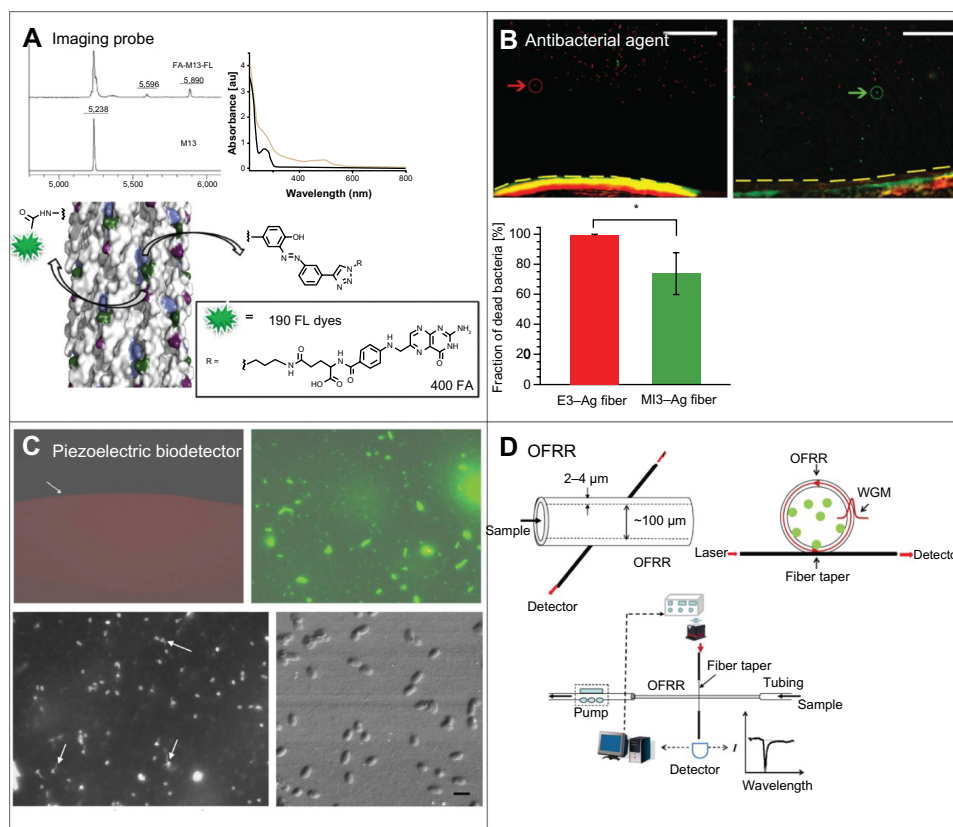 A Imaging probe
FA-M13-FL
5,596
5,890
5,238
M13
5,000
5,500
6,000
Absorbance [au]
4
3
2
1
0
400
600
800
Wavelength (nm)
O
HN
OH
N
N
R
N
N
N
= 190 FL dyes
R =
H
N
O
O
HO
O
N
H
H
N
N
N
N
NH₂
NH
O
400 FA
B Antibacterial agent
*
Fraction of dead bacteria [%]
100
80
60
40
20
0
E3–Ag fiber
MI3–Ag fiber
C Piezoelectric biodetector
D OFRR
2–4 µm
Sample
~100 µm
OFRR
Detector
OFRR
WGM
Laser
Detecto
Fiber taper
Fiber taper
OFRR
Tubing
Pump
Sample
Detector
I
Wavelength